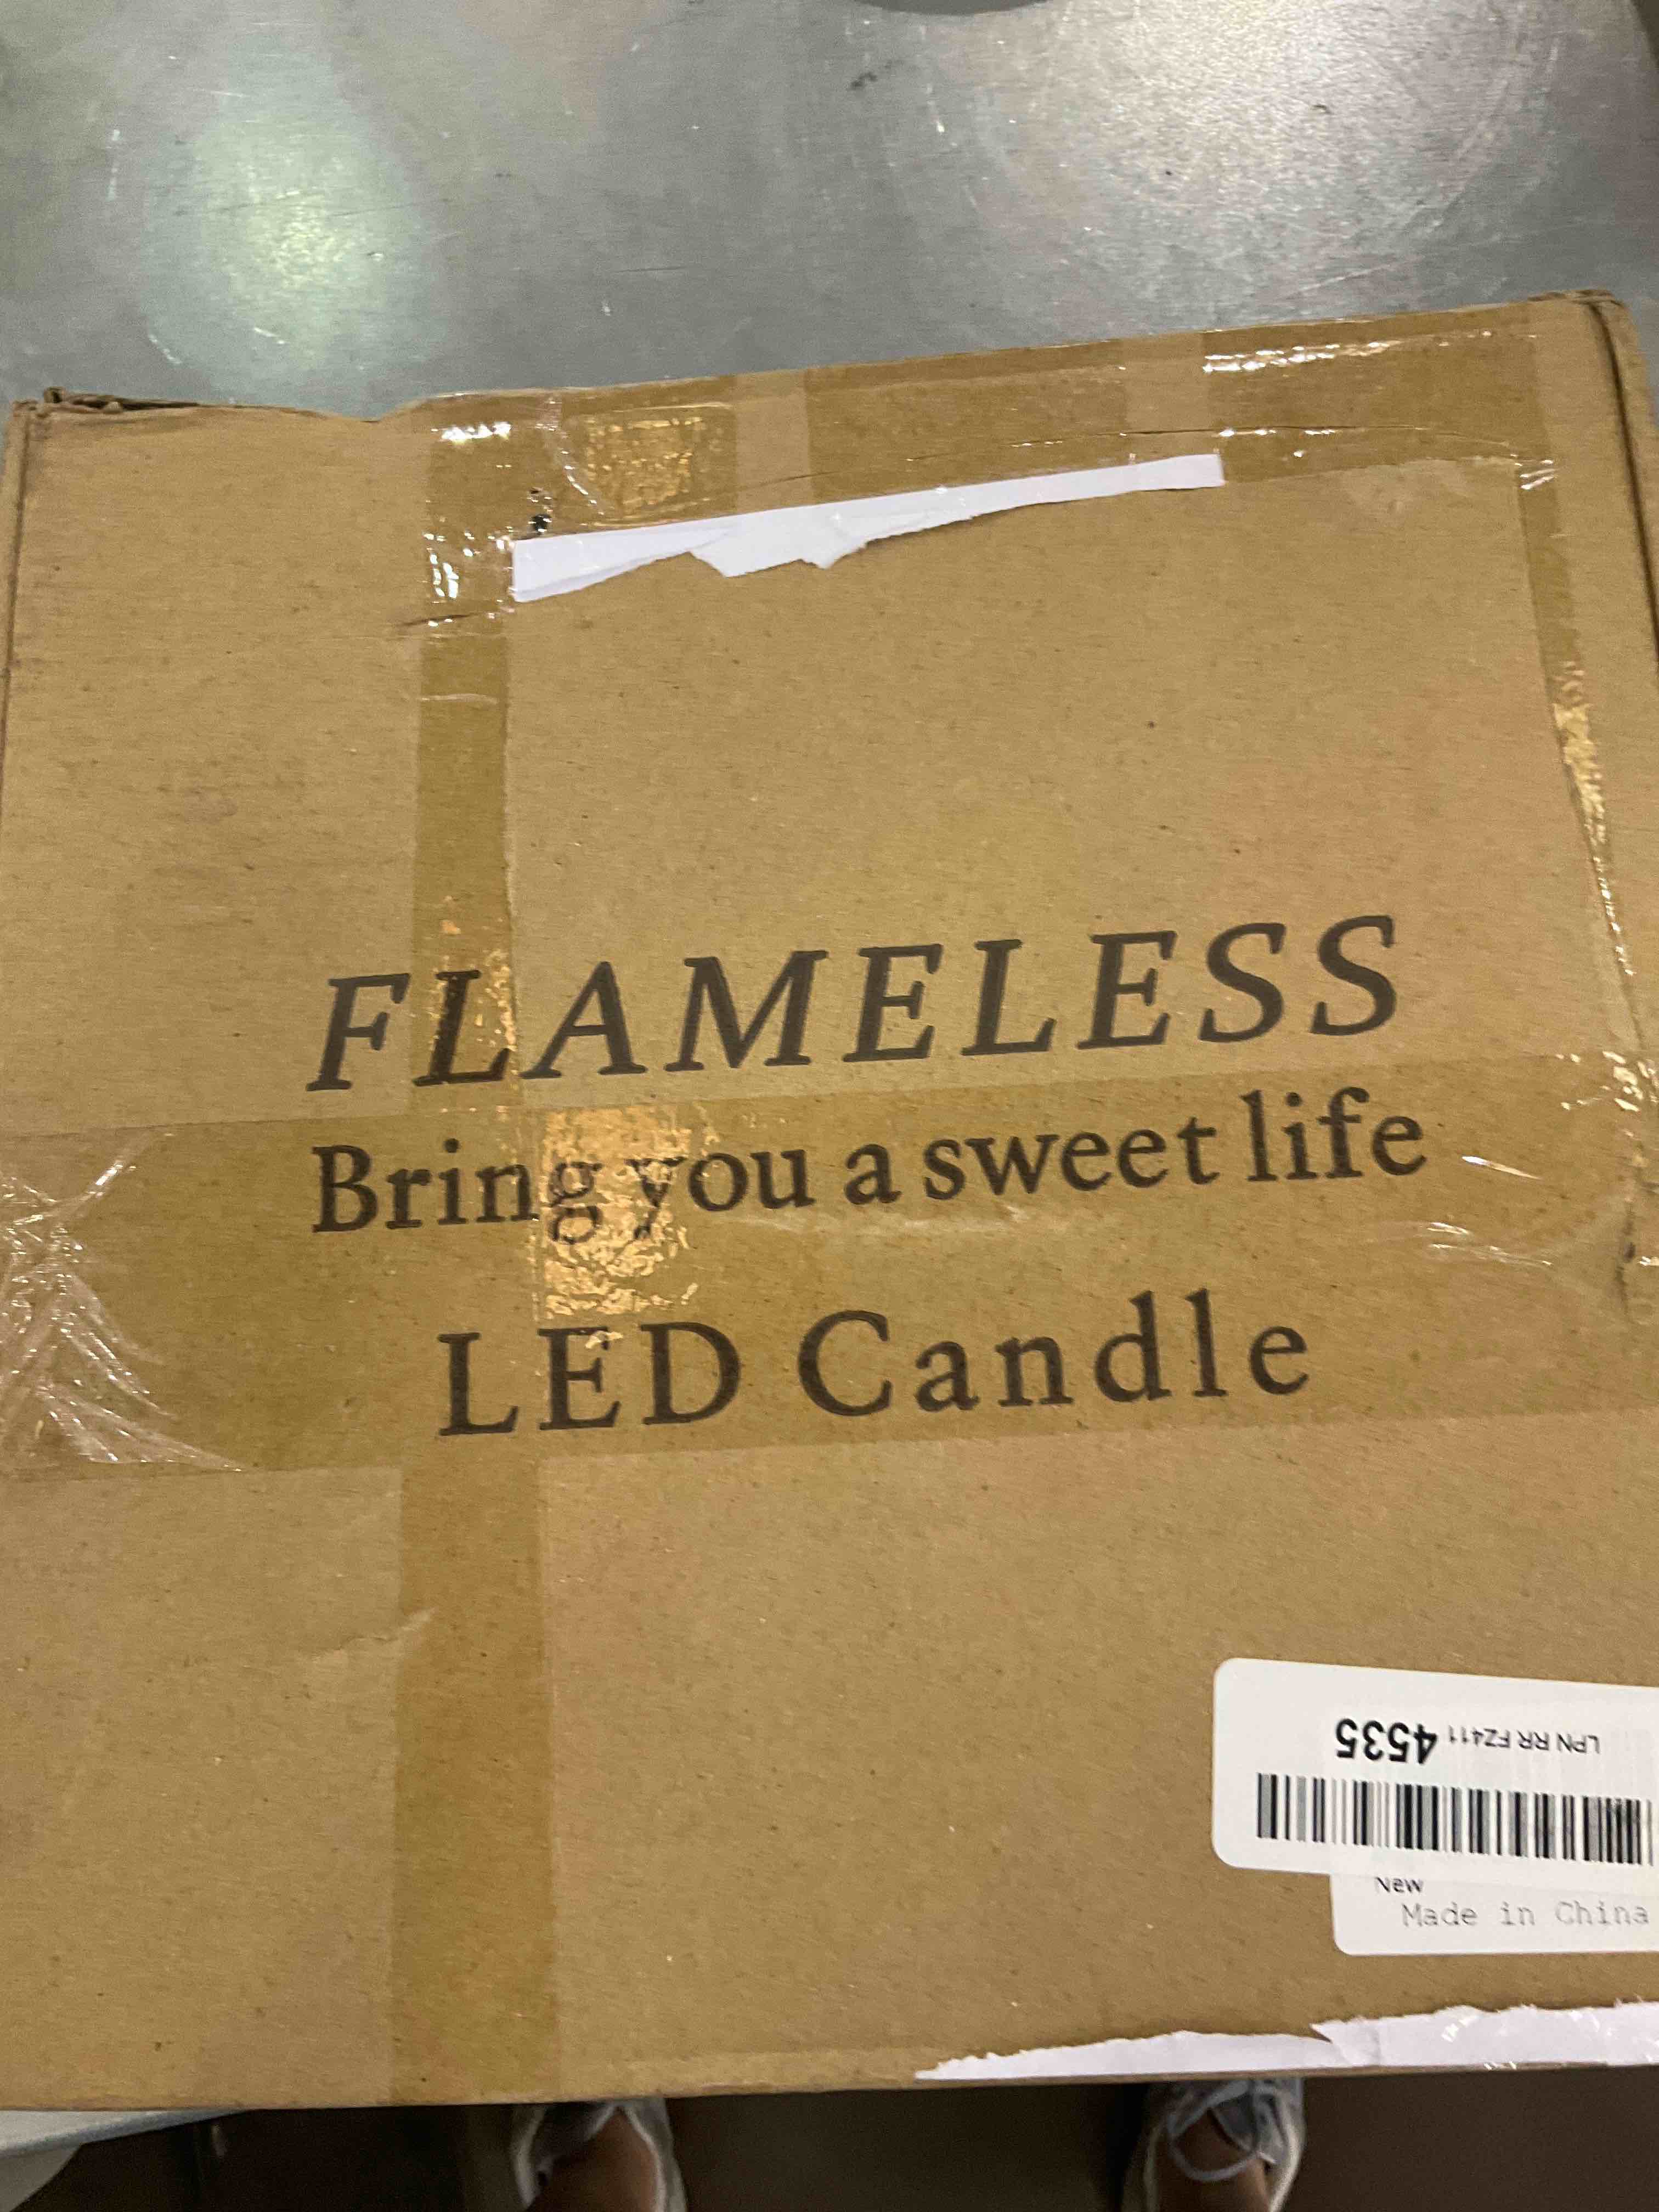 FLAMELESS
Bring you a sweet life
LED Candle
LPN RR FZ411 4535
New
Made in China